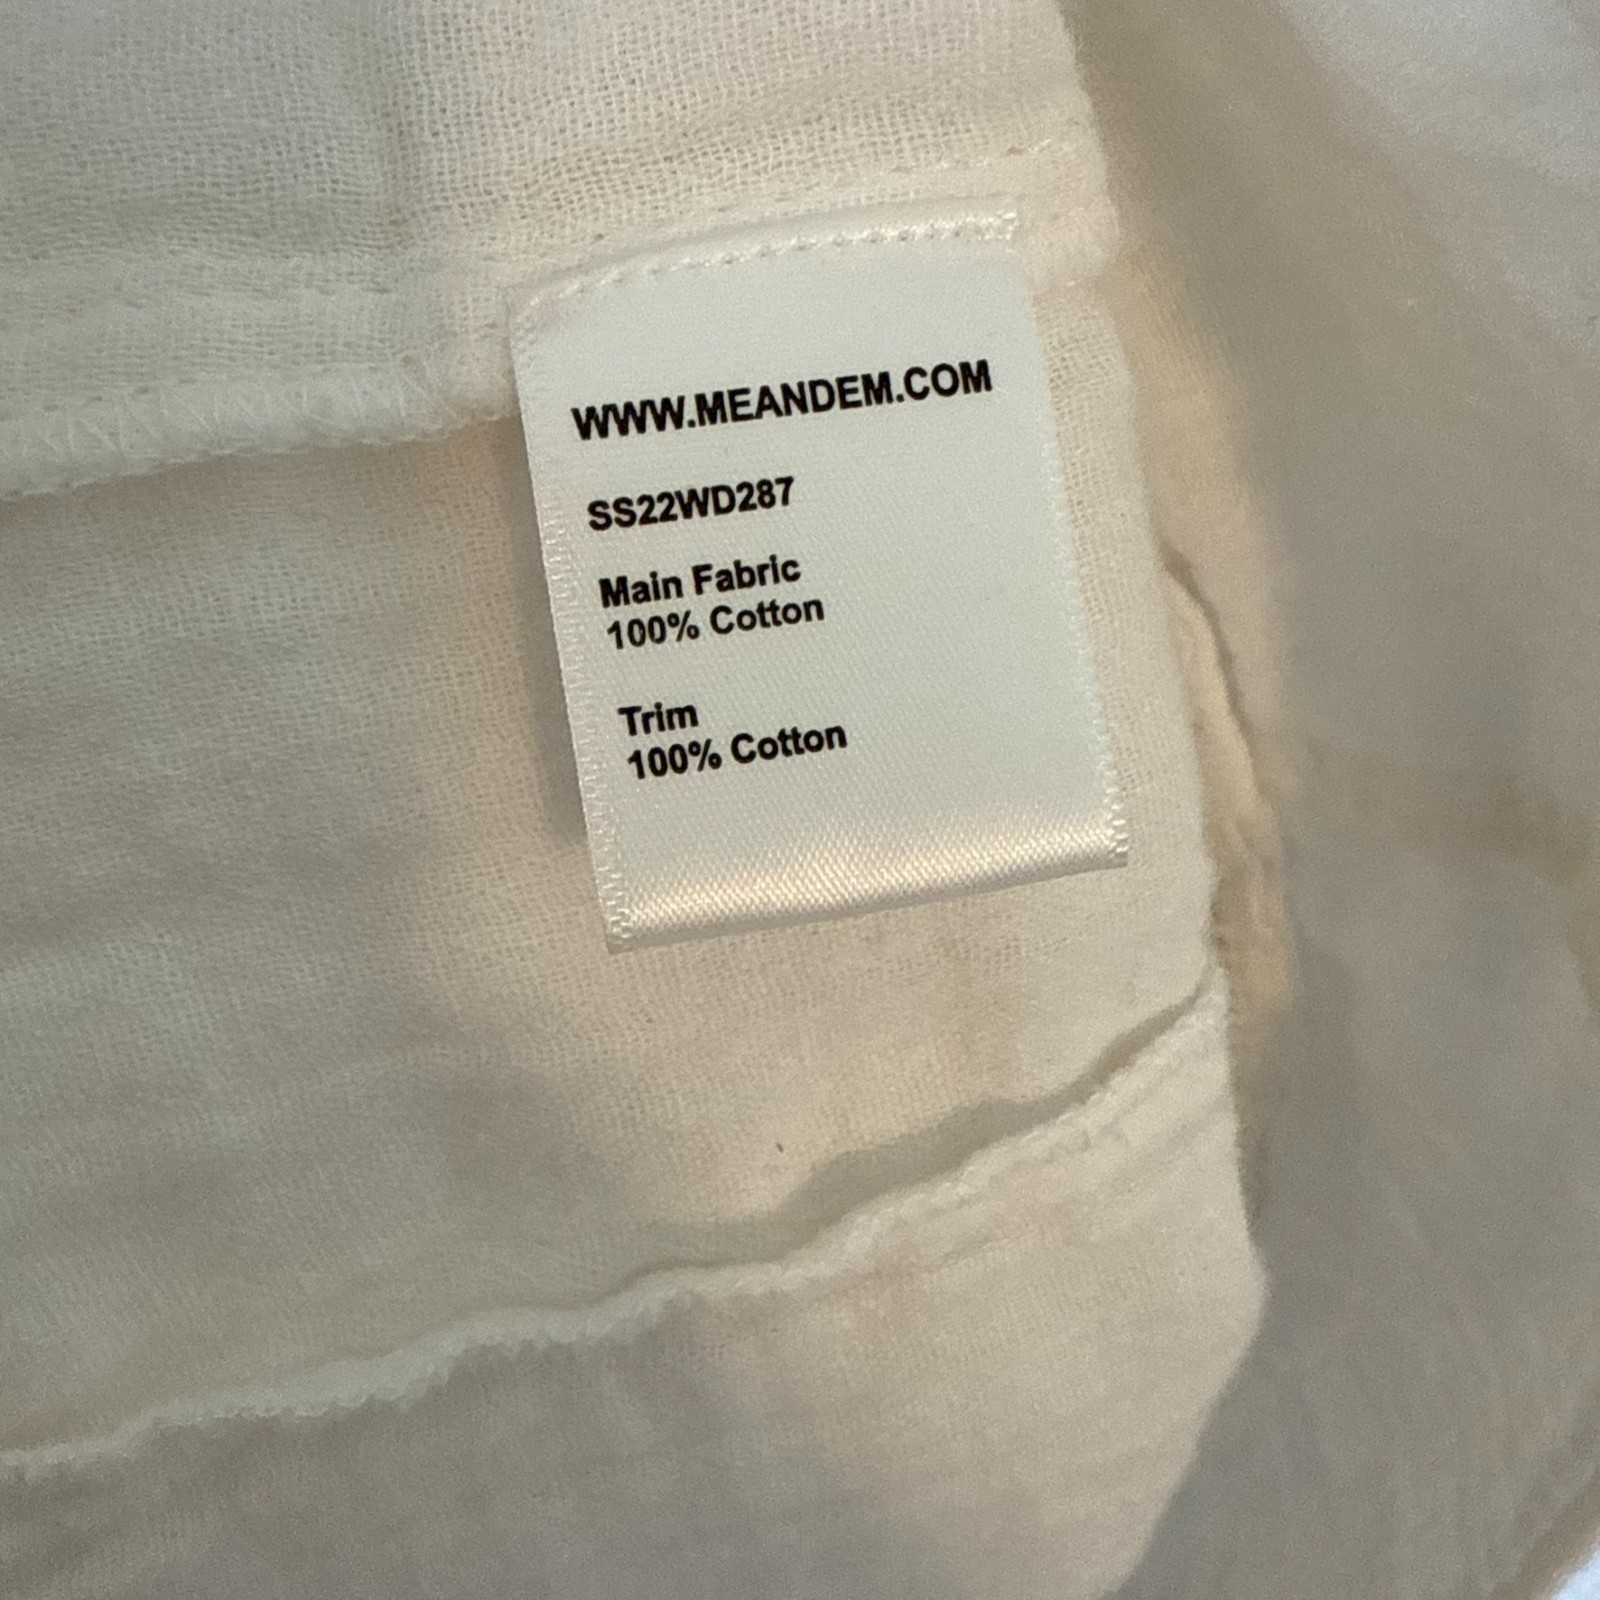 WWW.MEANDEM.COM
SS22WD287
Main Fabric
100% Cotton
Trim
100% Cotton